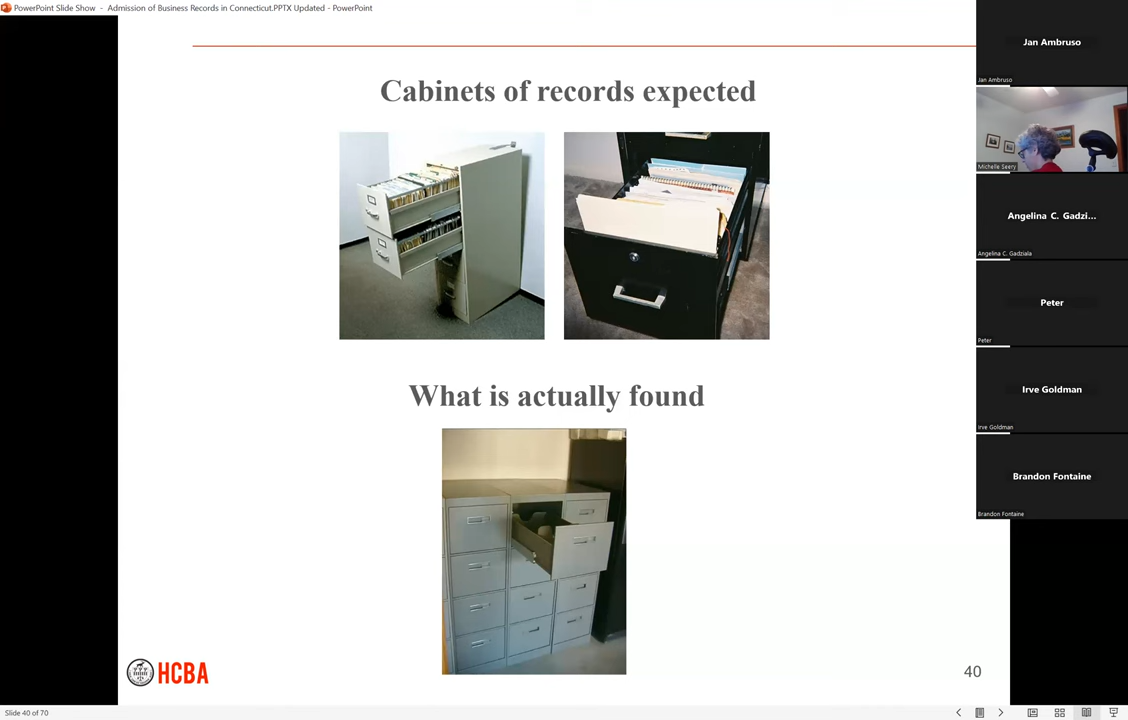 PowerPoint Slide Show - Admission of Business Records in Connecticut.PPTX Updated - PowerPoint
Cabinets of records expected
What is actually found
HCBA
40
Jan Ambruso
Jan Ambruso
Michelle Seery
Angelina C. Gadzi...
Angelina C. Gadziala
Peter
Peter
Irve Goldman
Irve Goldman
Brandon Fontaine
Brandon Fontaine
Slide 40 of 70